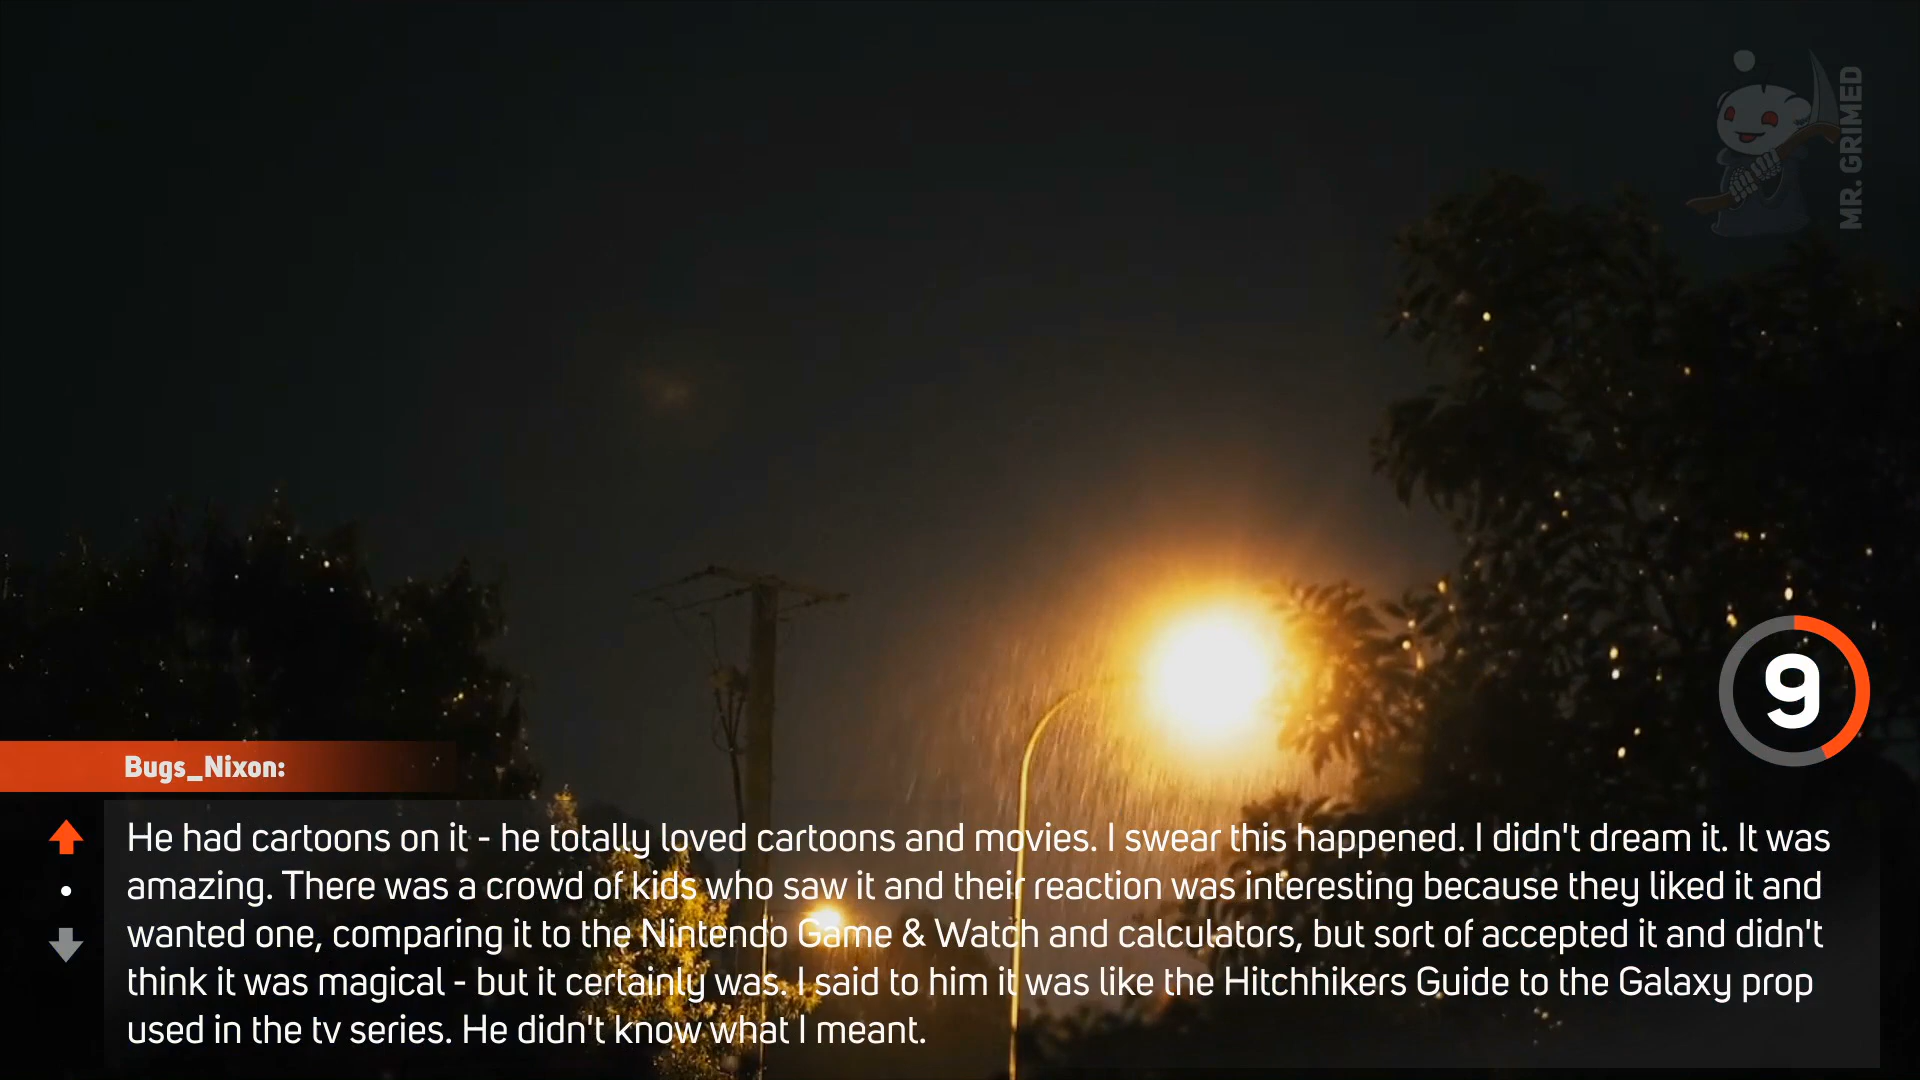 MR. GRIMED
9
Bugs_Nixon:
He had cartoons on it - he totally loved cartoons and movies. I swear this happened. I didn't dream it. It was
amazing. There was a crowd of kids who saw it and their reaction was interesting because they liked it and
wanted one, comparing it to the Nintendo Game & Watch and calculators, but sort of accepted it and didn't
think it was magical - but it certainly was. I said to him it was like the Hitchhikers Guide to the Galaxy prop
used in the tv series. He didn't know what I meant.